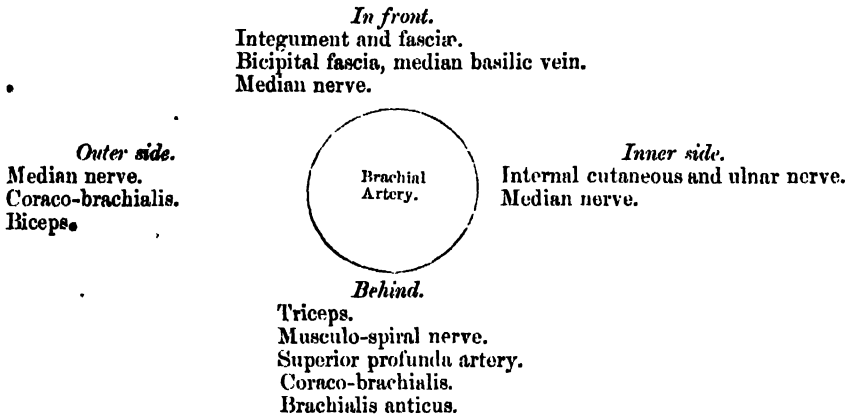 In front.
Integument and fasciæ.
Bicipital fascia, median basilic vein.
Median nerve.
Outer side.
Median nerve.
Coraco-brachialis.
Biceps.
Brachial
Artery.
Inner side.
Internal cutaneous and ulnar nerve.
Median nerve.
Behind.
Triceps.
Musculo-spiral nerve.
Superior profunda artery.
Coraco-brachialis.
Brachialis anticus.